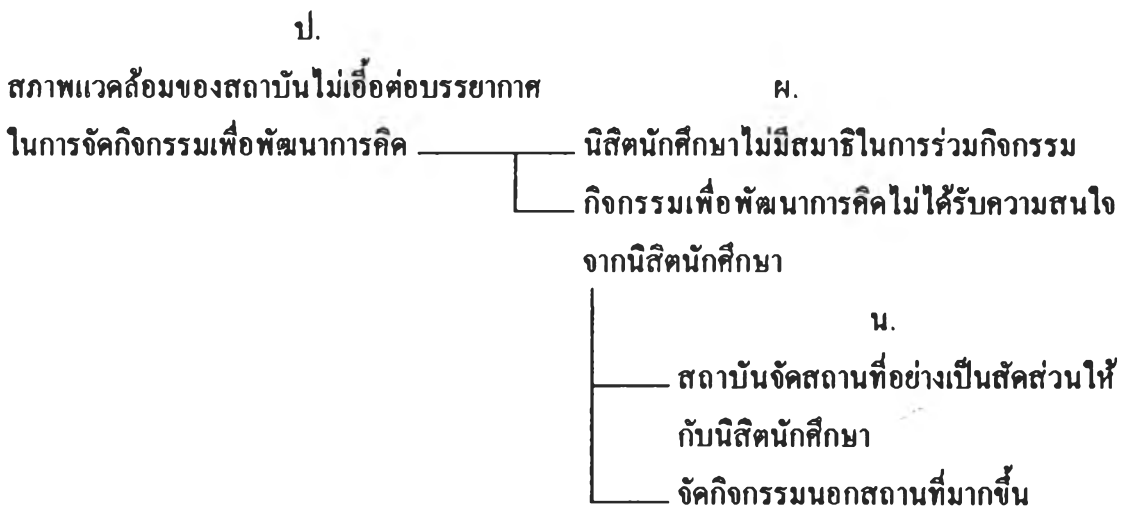 ป.
สภาพแวดล้อมของสถาบันไม่เอื้อต่อบรรยากาศ
ในการจัดกิจกรรมเพื่อพัฒนาการคิด
ผ.
นิสิตนักศึกษาไม่มีสมาธิในการร่วมกิจกรรม
กิจกรรมเพื่อพัฒนาการคิดไม่ได้รับความสนใจ
จากนิสิตนักศึกษา
น.
สถาบันจัดสถานที่อย่างเป็นสัดส่วนให้
กับนิสิตนักศึกษา
จัดกิจกรรมนอกสถานที่มากขึ้น